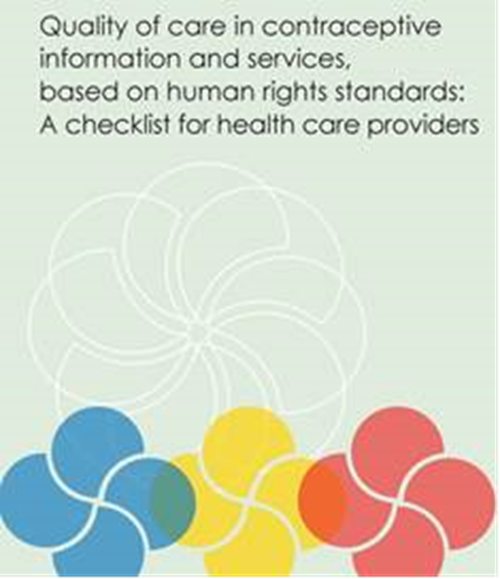 Quality of care in contraceptive
information and services,
based on human rights standards:
A checklist for health care providers